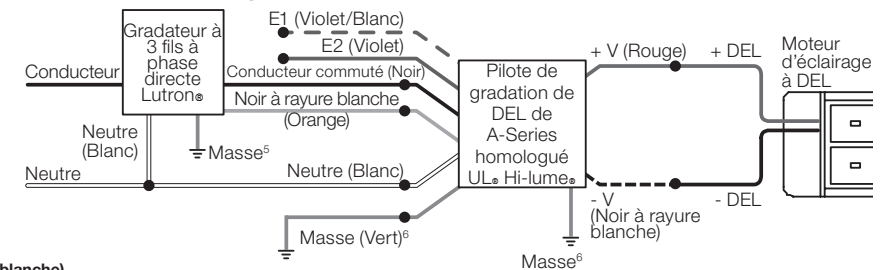 E1 (Violet/Blanc)
Gradateur à
3 fils à
phase
directe
Lutron®
E2 (Violet)
+ V (Rouge)
+ DEL
Moteur
d'éclairage
à DEL
Conducteur
Conducteur commuté (Noir)
Pilote de
gradation de
DEL de
A-Series
homologué
UL® Hi-lume®
Noir à rayure blanche
(Orange)
Neutre
(Blanc)
Masse⁵
Neutre
Neutre (Blanc)
- V
(Noir à rayure
blanche)
- DEL
Masse (Vert)⁶
Masse⁶
blanche)